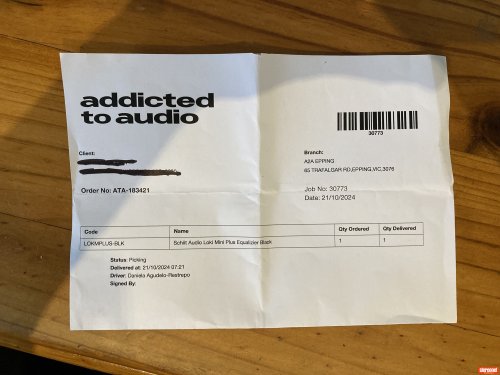 addicted
to audio
30773
Client:
Branch:
A2A EPPING
65 TRAFALGAR RD,EPPING,VIC,3076
Order No: ATA-183421
Job No: 30773
Date: 21/10/2024
Code Name Qty Ordered Qty Delivered
LOKMPLUS-BLK Schiit Audio Loki Mini Plus Equalizier Black 1 1
Status: Picking
Delivered at: 21/10/2024 07:21
Driver: Daniela Agudelo-Restrepo
Signed By: